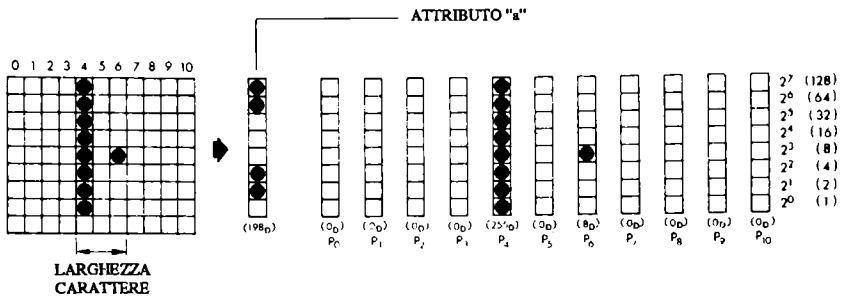 ATTRIBUTO "a"
0 1 2 3 4 5 6 7 8 9 10
2⁷ (128)
2⁶ (64)
2⁵ (32)
2⁴ (16)
2³ (8)
2² (4)
2¹ (2)
2⁰ (1)
(198D) (0D) (0D) (0D) (0D) (255D) (0D) (8D) (0D) (0D) (0D) (0D)
P0 P1 P2 P3 P4 P5 P6 P7 P8 P9 P10
LARGHEZZA
CARATTERE